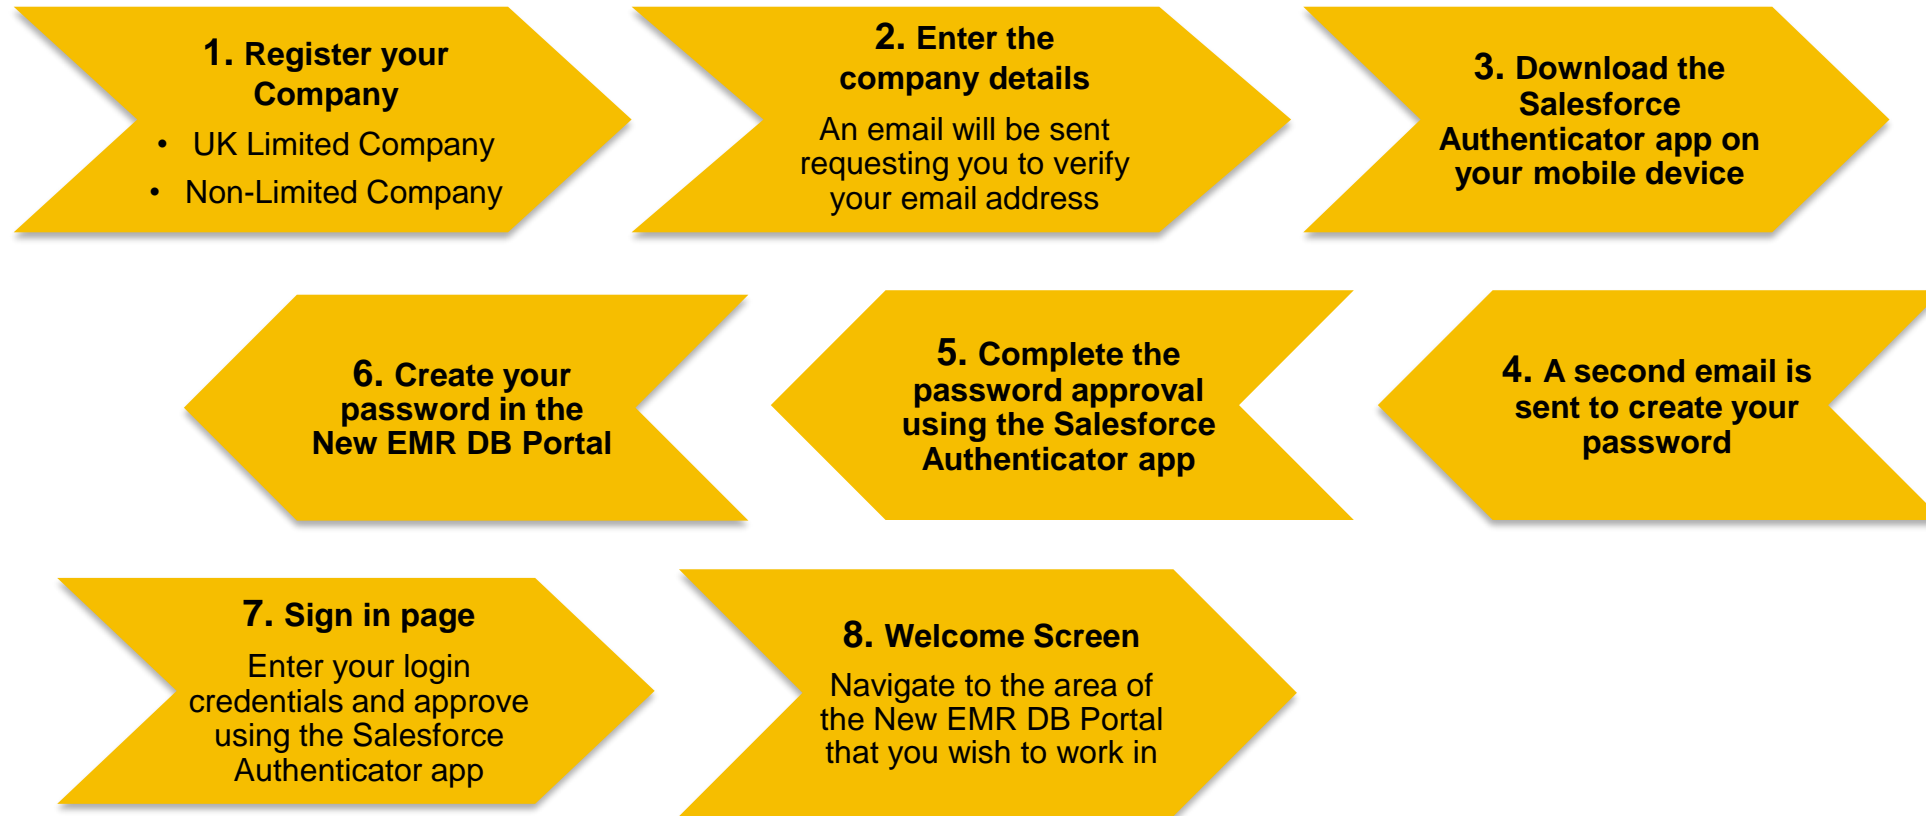 1. Register your
Company
• UK Limited Company
• Non-Limited Company
2. Enter the
company details
An email will be sent
requesting you to verify
your email address
3. Download the
Salesforce
Authenticator app on
your mobile device
4. A second email is
sent to create your
password
5. Complete the
password approval
using the Salesforce
Authenticator app
6. Create your
password in the
New EMR DB Portal
7. Sign in page
Enter your login
credentials and approve
using the Salesforce
Authenticator app
8. Welcome Screen
Navigate to the area of
the New EMR DB Portal
that you wish to work in